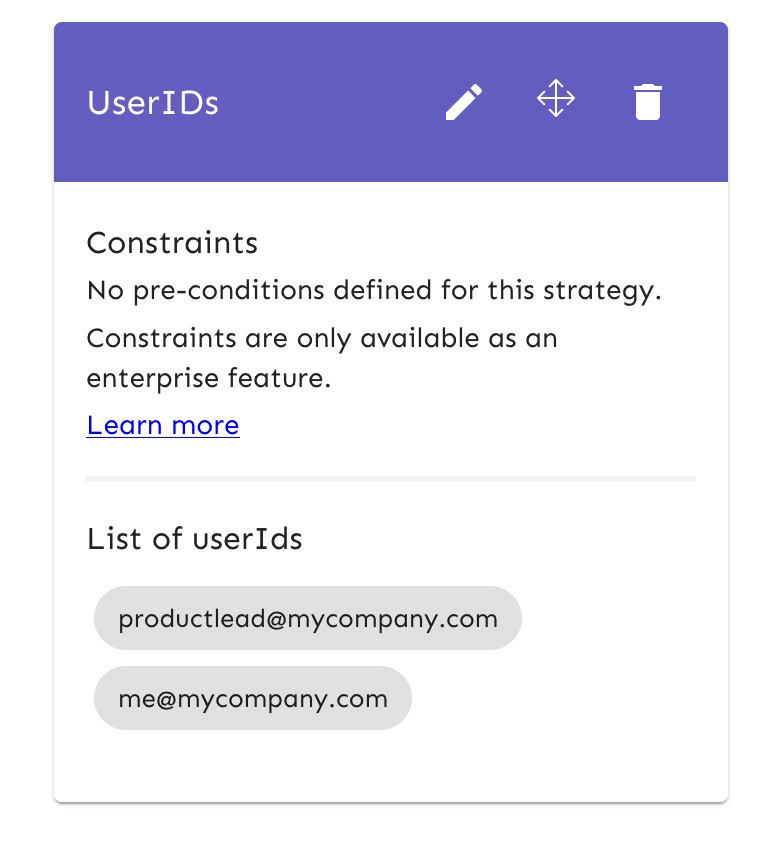 UserIDs
Constraints
No pre-conditions defined for this strategy.
Constraints are only available as an
enterprise feature.
Learn more
List of userIds
productlead@mycompany.com
me@mycompany.com